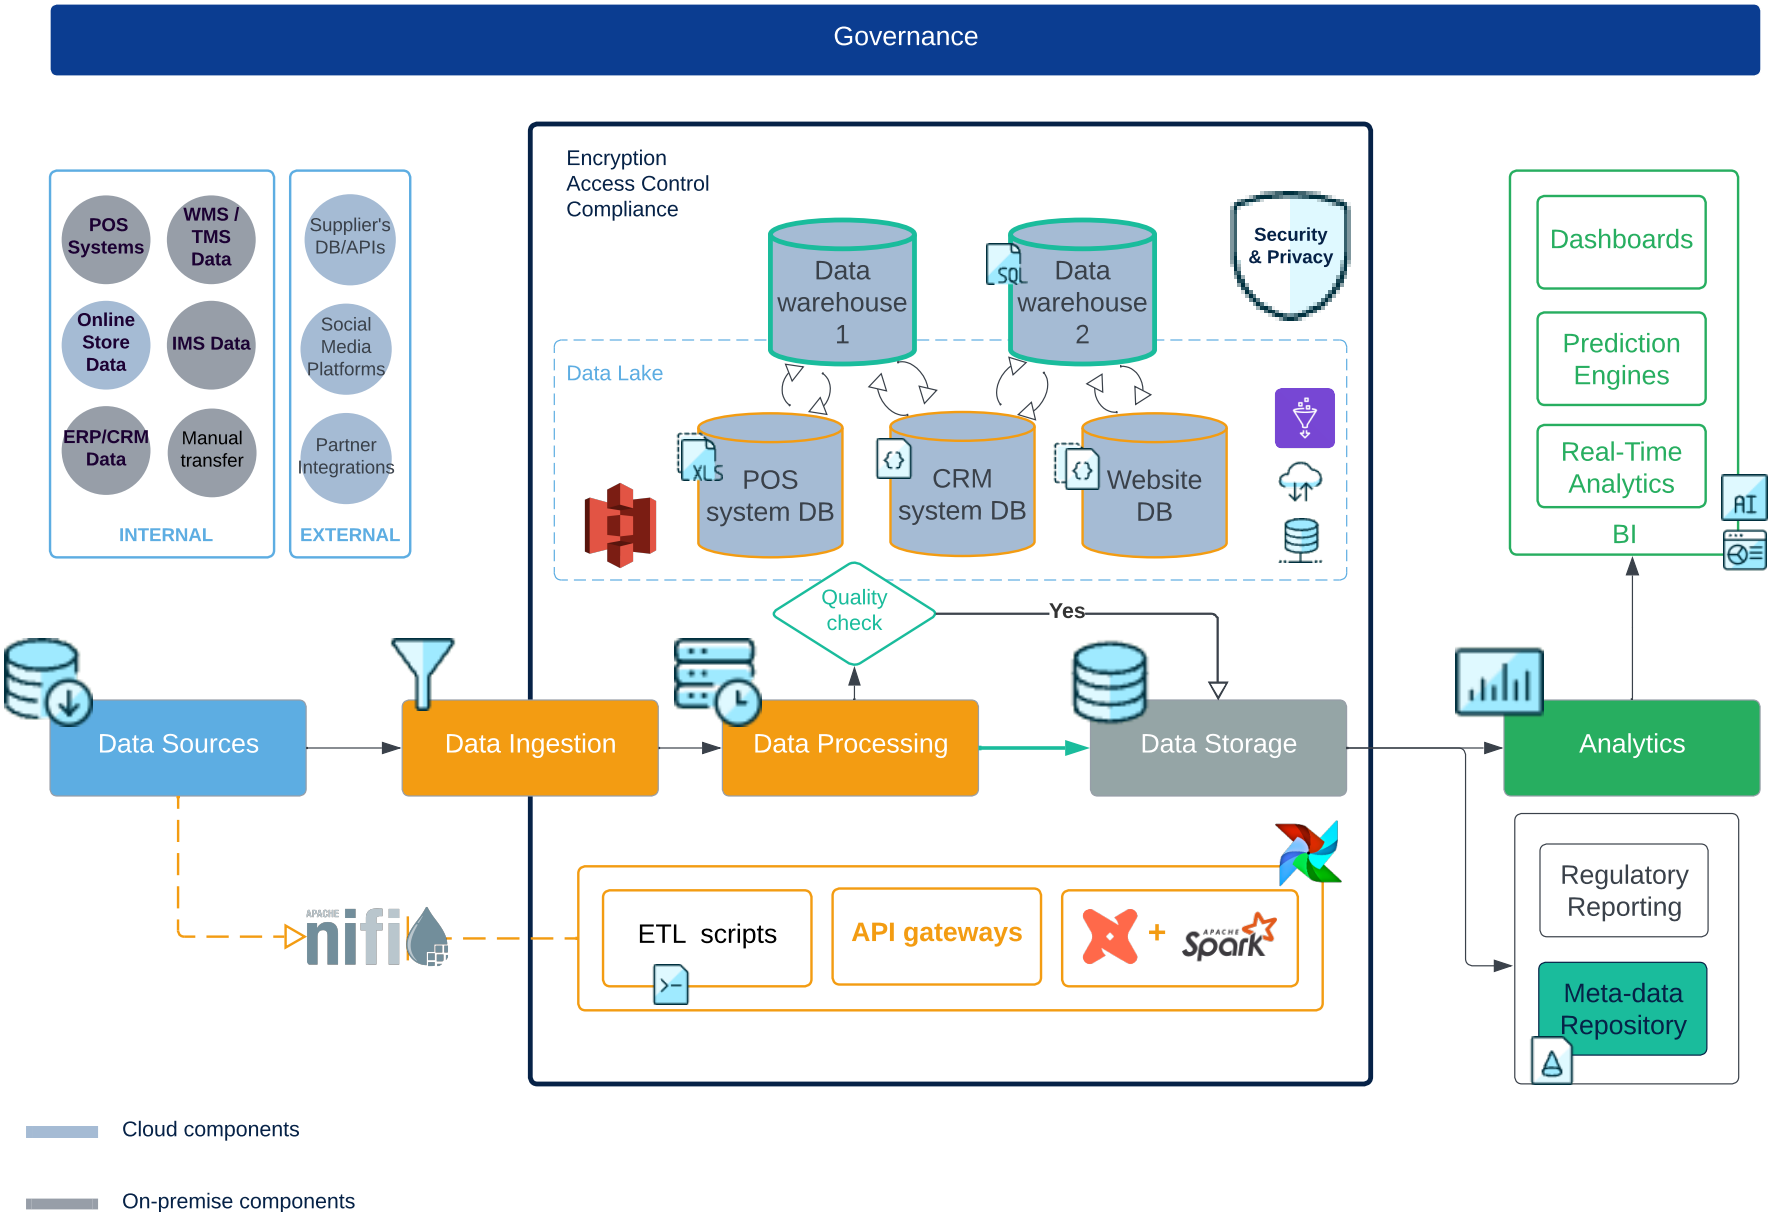 Governance
Encryption
Access Control
Compliance
POS
Systems
WMS /
TMS
Data
Online
Store
Data
IMS Data
ERP/CRM
Data
Manual
transfer
INTERNAL
Supplier's
DB/APIs
Social
Media
Platforms
Partner
Integrations
EXTERNAL
Data
warehouse
1
SQL
Data
warehouse
2
Security
& Privacy
Data Lake
XLS
POS
system DB
{}
CRM
system DB
{}
Website
DB
Dashboards
Prediction
Engines
Real-Time
Analytics
BI
AI
Quality
check
Yes
Data Sources
Data Ingestion
Data Processing
Data Storage
Analytics
APACHE
nifi
ETL  scripts
>−
API gateways
+
APACHE
Spark
Regulatory
Reporting
Meta-data
Repository
Cloud components
On-premise components